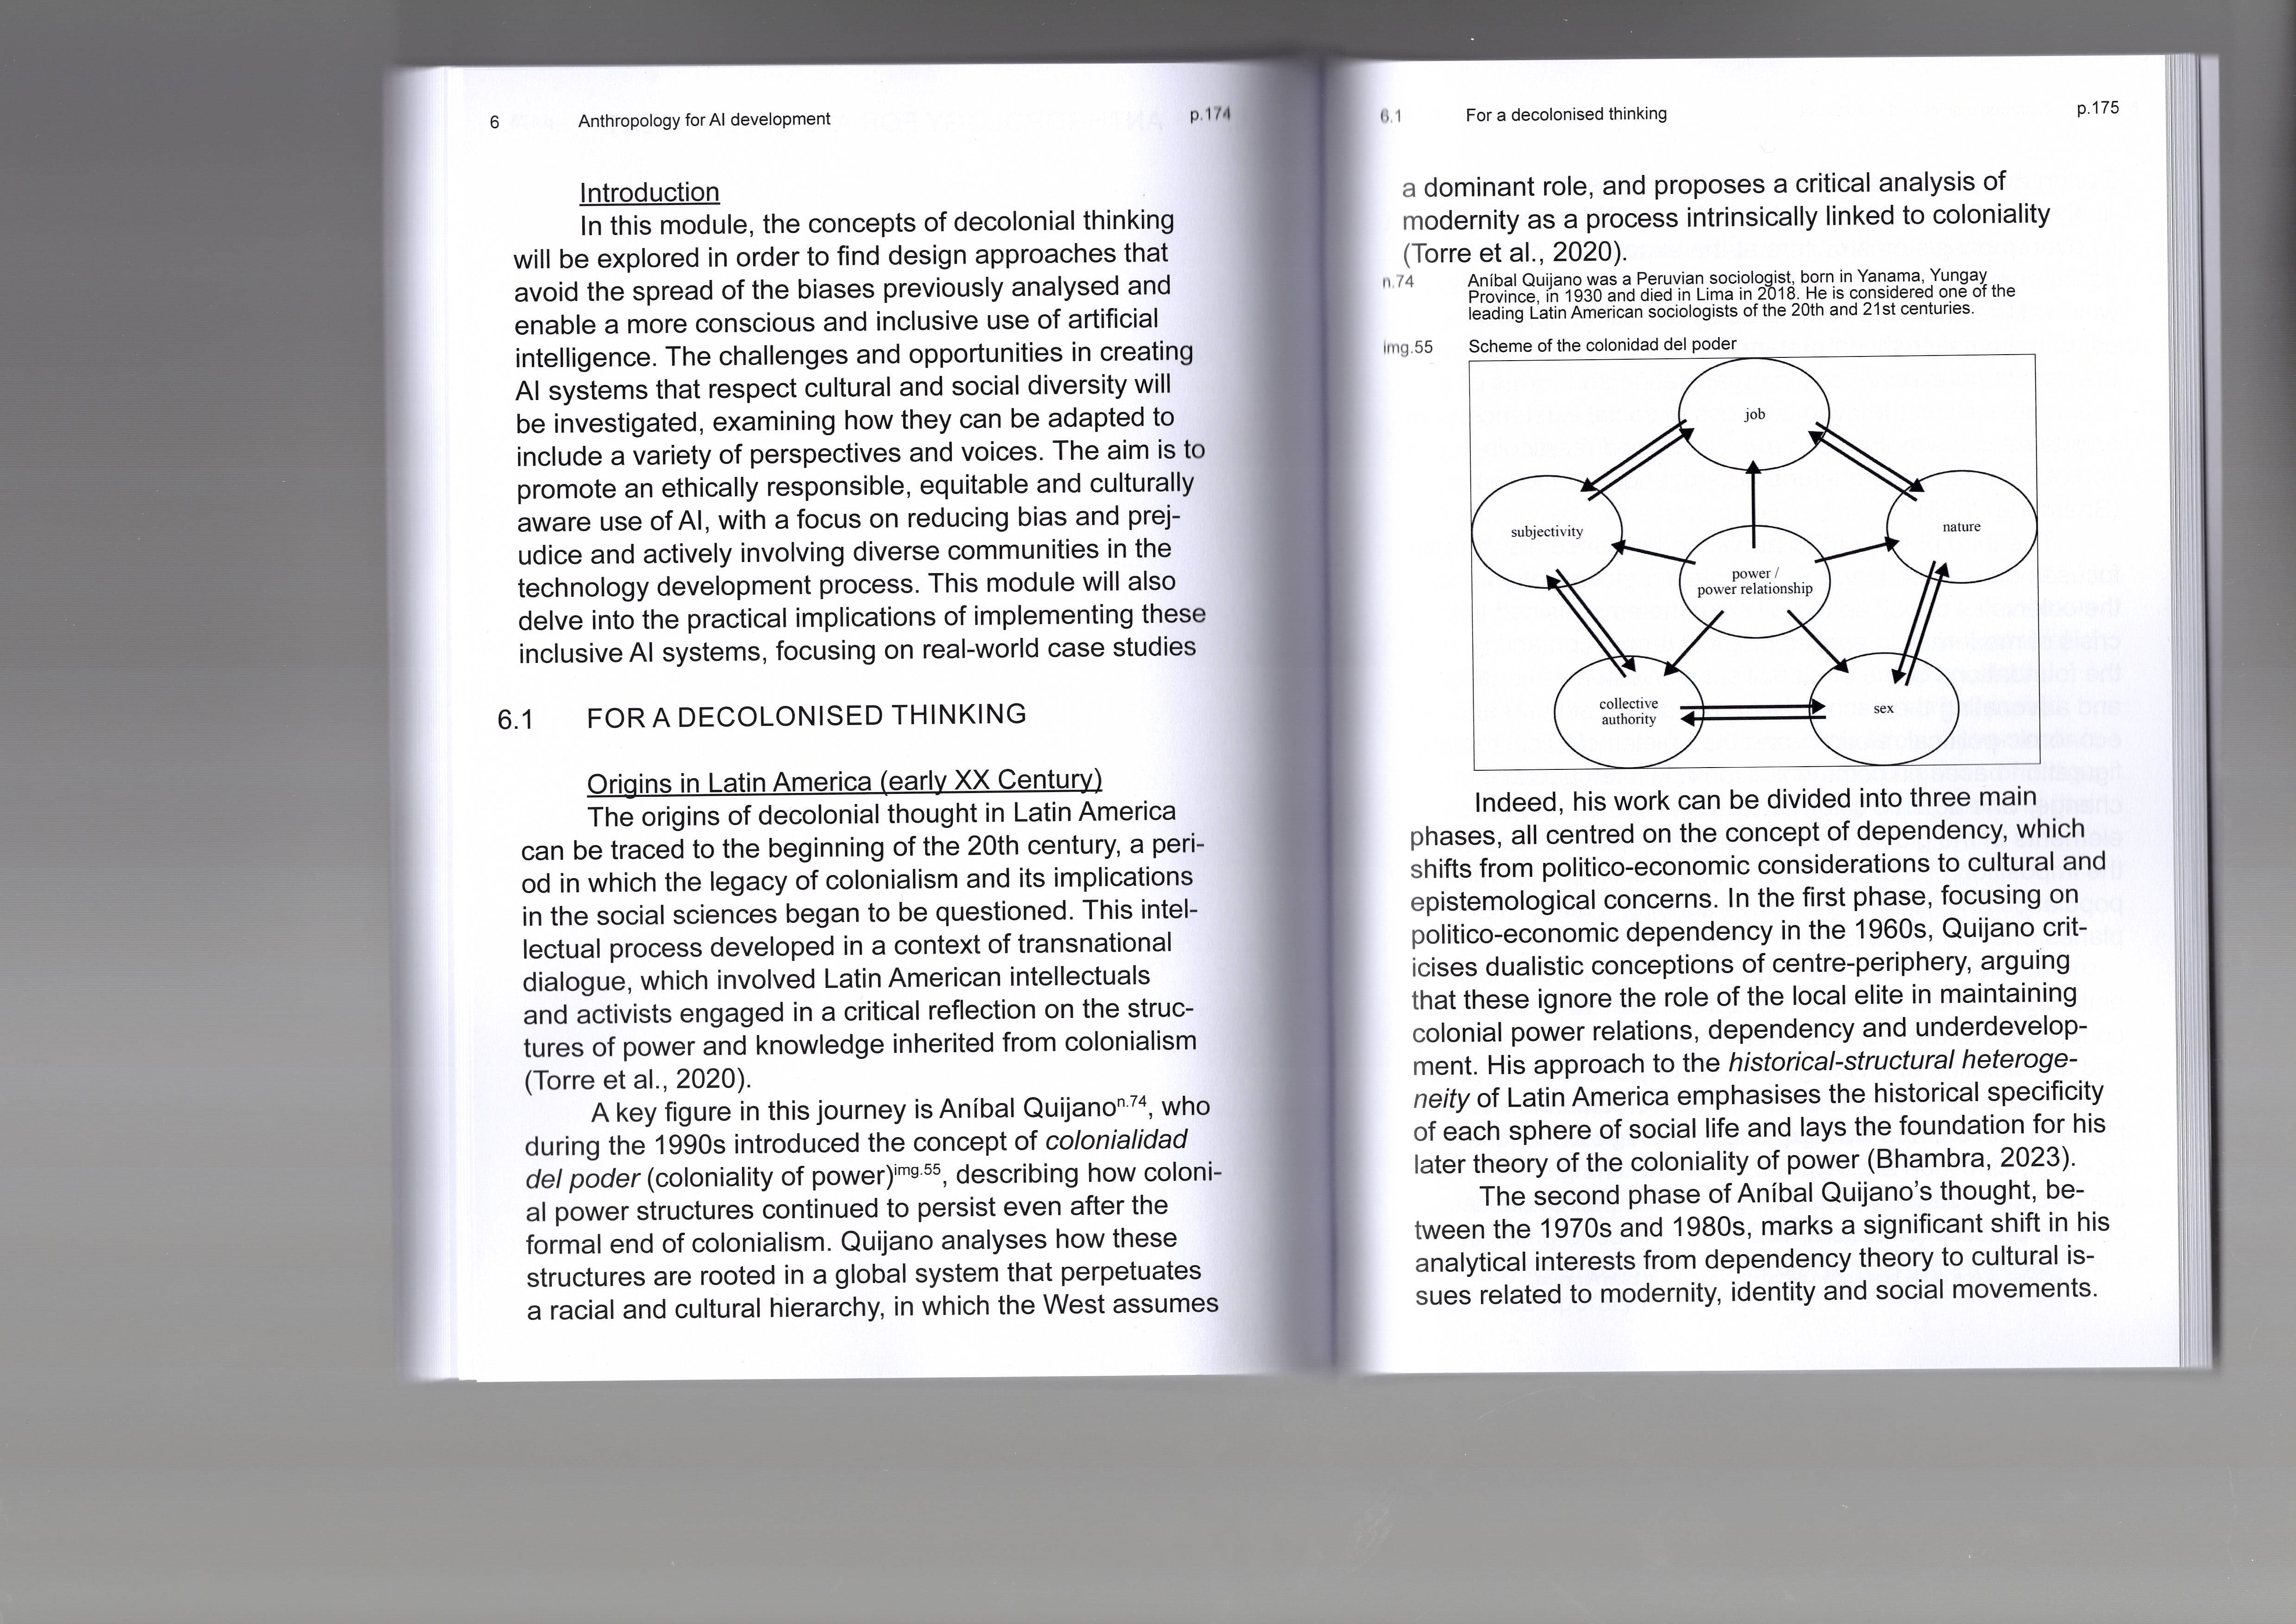 6 Anthropology for AI development p.174
Introduction
In this module, the concepts of decolonial thinking
will be explored in order to find design approaches that
avoid the spread of the biases previously analysed and
enable a more conscious and inclusive use of artificial
intelligence. The challenges and opportunities in creating
AI systems that respect cultural and social diversity will
be investigated, examining how they can be adapted to
include a variety of perspectives and voices. The aim is to
promote an ethically responsible, equitable and culturally
aware use of AI, with a focus on reducing bias and prej-
udice and actively involving diverse communities in the
technology development process. This module will also
delve into the practical implications of implementing these
inclusive AI systems, focusing on real-world case studies
6.1 FOR A DECOLONISED THINKING
Origins in Latin America (early XX Century)
The origins of decolonial thought in Latin America
can be traced to the beginning of the 20th century, a peri-
od in which the legacy of colonialism and its implications
in the social sciences began to be questioned. This intel-
lectual process developed in a context of transnational
dialogue, which involved Latin American intellectuals
and activists engaged in a critical reflection on the struc-
tures of power and knowledge inherited from colonialism
(Torre et al., 2020).
A key figure in this journey is Aníbal Quijano n.74, who
during the 1990s introduced the concept of colonialidad
del poder (coloniality of power) img.55, describing how coloni-
al power structures continued to persist even after the
formal end of colonialism. Quijano analyses how these
structures are rooted in a global system that perpetuates
a racial and cultural hierarchy, in which the West assumes
6.1 For a decolonised thinking p.175
a dominant role, and proposes a critical analysis of
modernity as a process intrinsically linked to coloniality
(Torre et al., 2020).
n.74 Aníbal Quijano was a Peruvian sociologist, born in Yanama, Yungay
Province, in 1930 and died in Lima in 2018. He is considered one of the
leading Latin American sociologists of the 20th and 21st centuries.
img.55 Scheme of the colonidad del poder
job
subjectivity
nature
power /
power relationship
collective
authority
sex
Indeed, his work can be divided into three main
phases, all centred on the concept of dependency, which
shifts from politico-economic considerations to cultural and
epistemological concerns. In the first phase, focusing on
politico-economic dependency in the 1960s, Quijano crit-
icises dualistic conceptions of centre-periphery, arguing
that these ignore the role of the local elite in maintaining
colonial power relations, dependency and underdevelop-
ment. His approach to the historical-structural heteroge-
neity of Latin America emphasises the historical specificity
of each sphere of social life and lays the foundation for his
later theory of the coloniality of power (Bhambra, 2023).
The second phase of Aníbal Quijano's thought, be-
tween the 1970s and 1980s, marks a significant shift in his
analytical interests from dependency theory to cultural is-
sues related to modernity, identity and social movements.